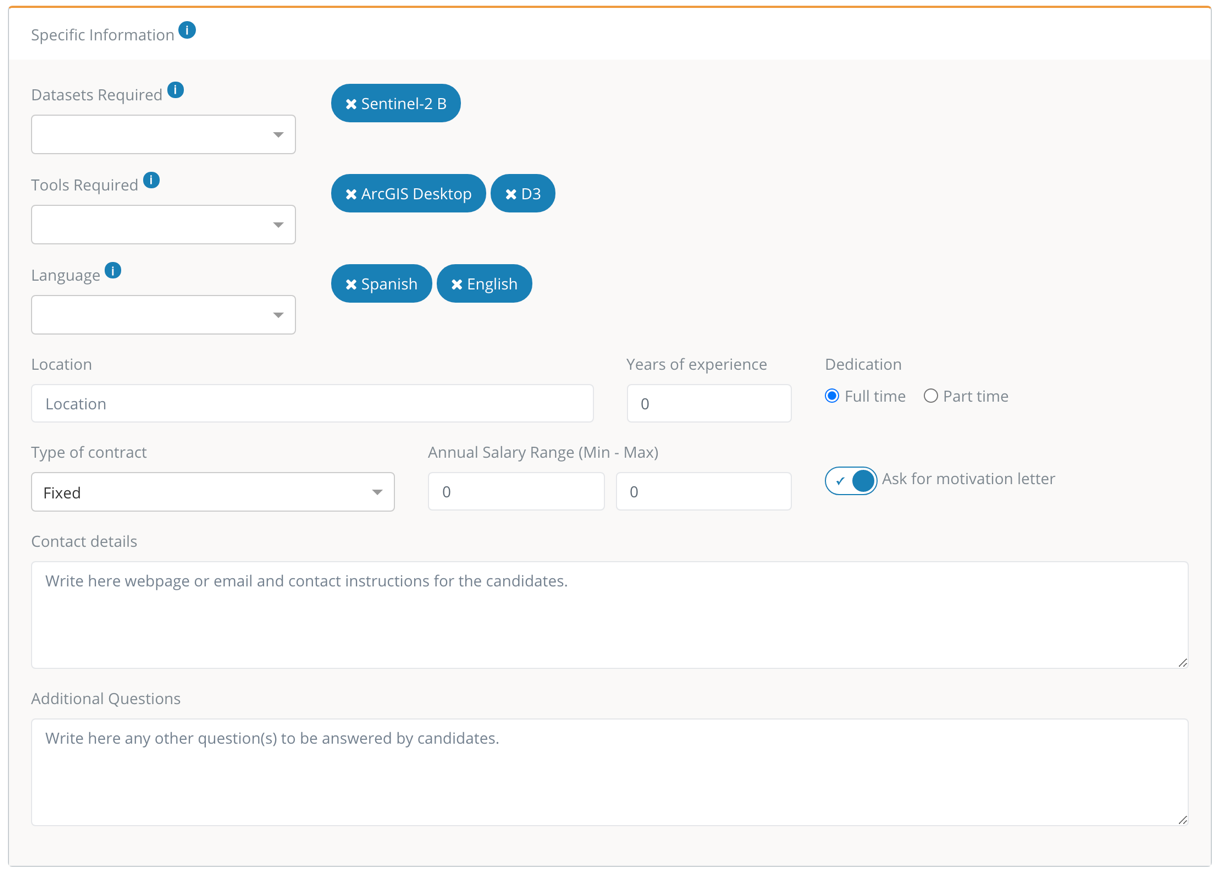 Specific Information i
Datasets Required i
✖ Sentinel-2 B
Tools Required i
✖ ArcGIS Desktop ✖ D3
Language i
✖ Spanish ✖ English
Location Years of experience Dedication
Location 0 Full time Part time
Type of contract Annual Salary Range (Min - Max)
Fixed 0 0 ✓ Ask for motivation letter
Contact details
Write here webpage or email and contact instructions for the candidates.
Additional Questions
Write here any other question(s) to be answered by candidates.